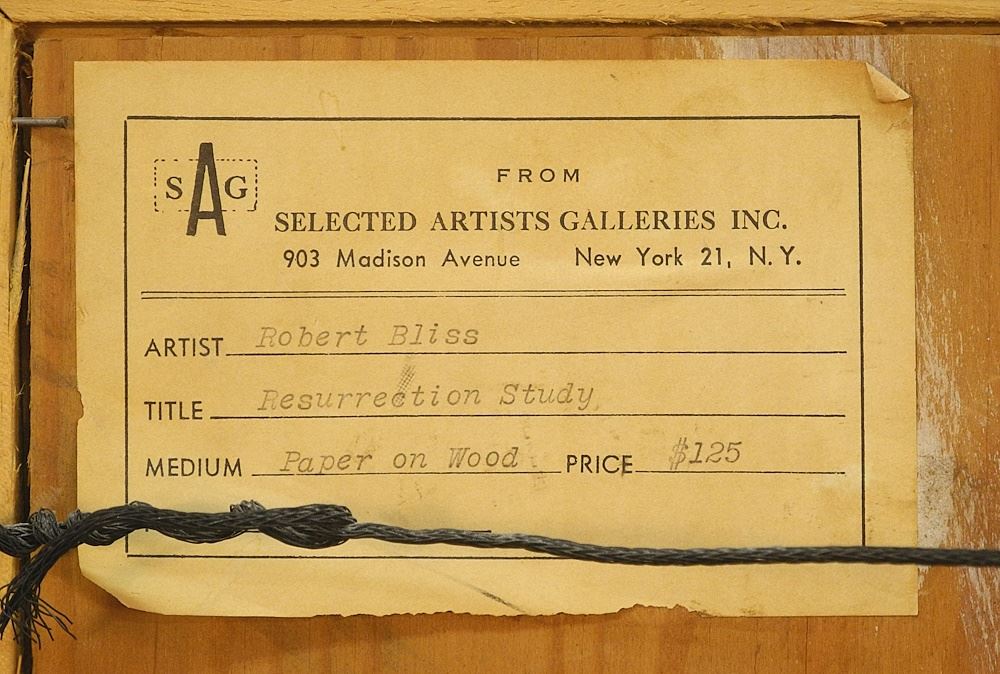 SAG
FROM
SELECTED ARTISTS GALLERIES INC.
903 Madison Avenue New York 21, N.Y.
ARTIST Robert Bliss
TITLE Resurrection Study
MEDIUM Paper on Wood PRICE $125